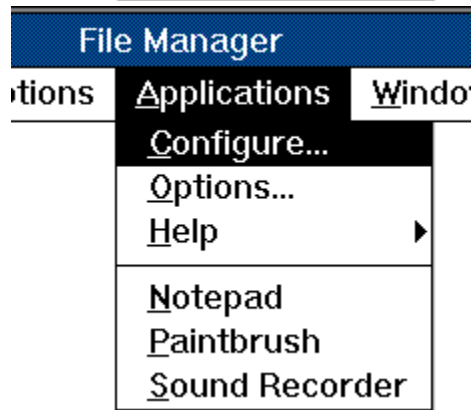 File Manager
tions Applications Windo
Configure...
Options...
Help
Notepad
Paintbrush
Sound Recorder